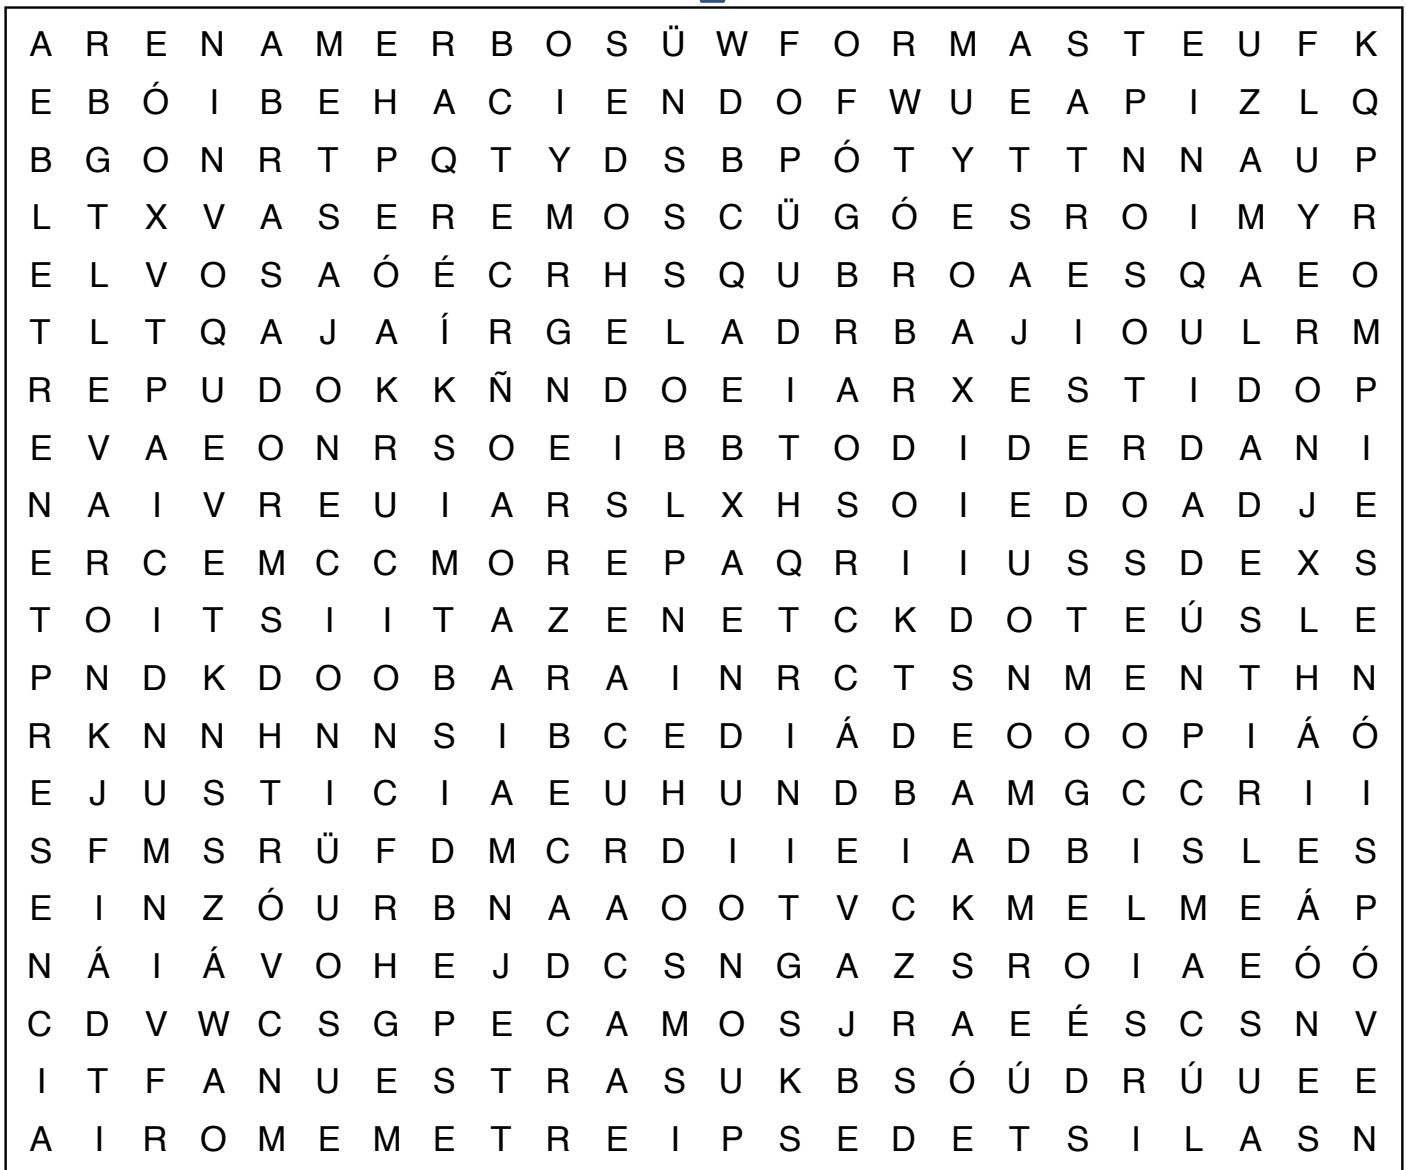 A R E N A M E R B O S Ü W F O R M A S T E U F K
E B Ó I B E H A C I E N D O F W U E A P I Z L Q
B G O N R T P Q T Y D S B P Ó T Y T T N N A U P
L T X V A S E R E M O S C Ü G Ó E S R O I M Y R
E L V O S A Ó É C R H S Q U B R O A E S Q A E O
T L T Q A J A Í R G E L A D R B A J I O U L R M
R E P U D O K K Ñ N D O E I A R X E S T I D O P
E V A E O N R S O E I B B T O D I D E R D A N I
N A I V R E U I A R S L X H S O I E D O A D J E
E R C E M C C M O R E P A Q R I I U S S D E X S
T O I T S I I T A Z E N E T C K D O T E Ú S L E
P N D K D O O B A R A I N R C T S N M E N T H N
R K N N H N N S I B C E D I Á D E O O O P I Á Ó
E J U S T I C I A E U H U N D B A M G C C R I I
S F M S R Ü F D M C R D I I E I A D B I S L E S
E I N Z Ó U R B N A A O O T V C K M E L M E Á P
N Á I Á V O H E J D C S N G A Z S R O I A E Ó Ó
C D V W C S G P E C A M O S J R A E É S C S N V
I T F A N U E S T R A S U K B S Ó Ú D R Ú U E E
A I R O M E M E T R E I P S E D E T S I L A S N